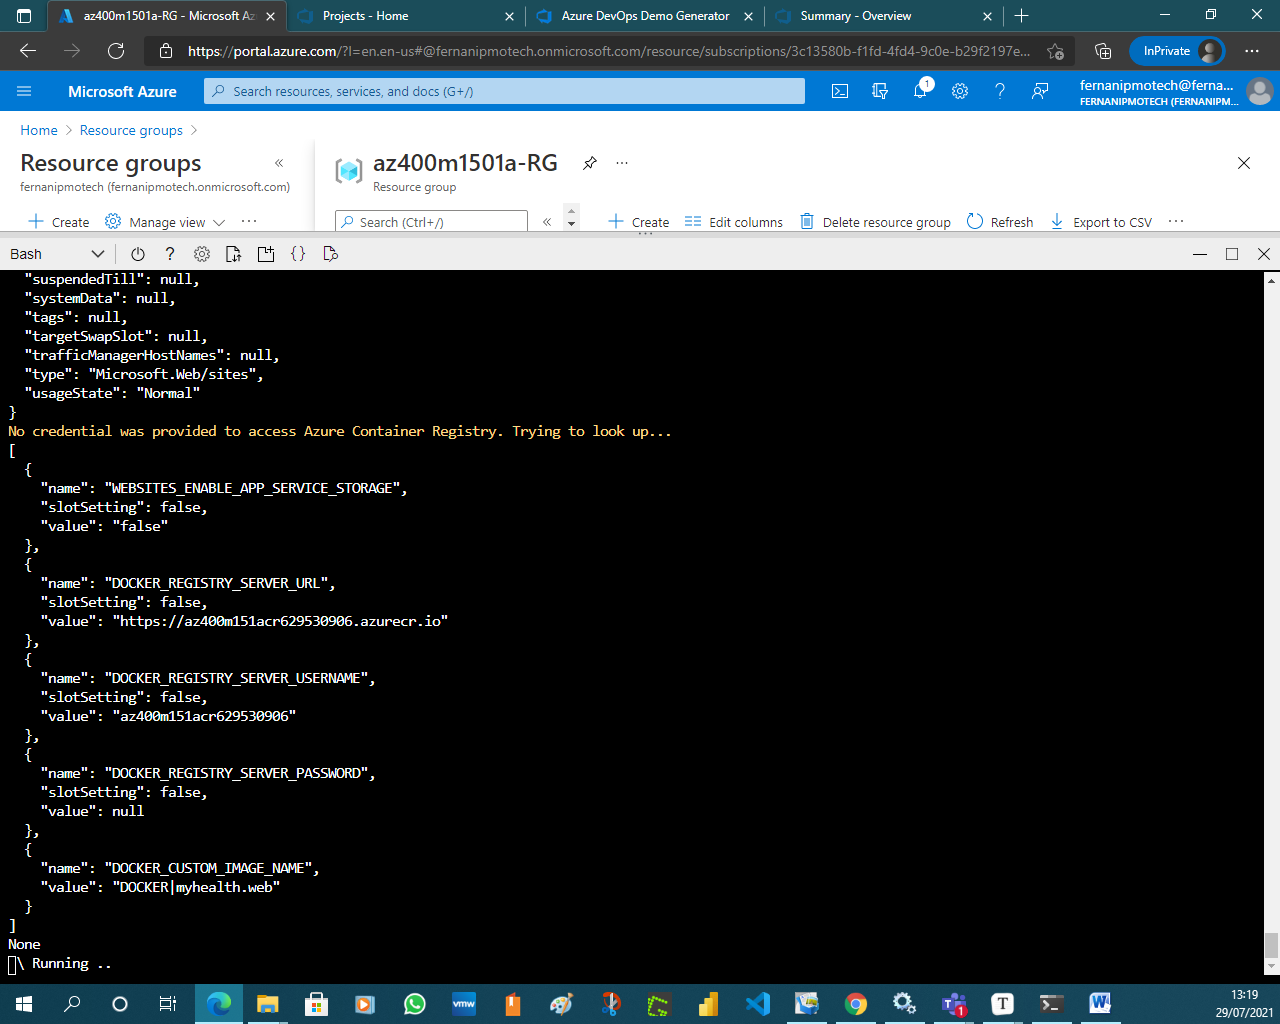 az400m1501a-RG - Microsoft Az
Projects - Home
Azure DevOps Demo Generator
Summary - Overview
https://portal.azure.com/?l=en.en-us#@fernanipmotech.onmicrosoft.com/resource/subscriptions/3c13580b-f1fd-4fd4-9c0e-b29f2197e...
InPrivate
Microsoft Azure
Search resources, services, and docs (G+/)
1
fernanipmotech@ferna...
FERNANIPMOTECH (FERNANIPM...
Home > Resource groups >
Resource groups
fernanipmotech (fernanipmotech.onmicrosoft.com)
Create
Manage view
az400m1501a-RG
Resource group
Search (Ctrl+/)
Create
Edit columns
Delete resource group
Refresh
Export to CSV
Bash
"suspendedTill": null,
"systemData": null,
"tags": null,
"targetSwapSlot": null,
"trafficManagerHostNames": null,
"type": "Microsoft.Web/sites",
"usageState": "Normal"
}
No credential was provided to access Azure Container Registry. Trying to look up...
[
{
"name": "WEBSITES_ENABLE_APP_SERVICE_STORAGE",
"slotSetting": false,
"value": "false"
},
{
"name": "DOCKER_REGISTRY_SERVER_URL",
"slotSetting": false,
"value": "https://az400m151acr629530906.azurecr.io"
},
{
"name": "DOCKER_REGISTRY_SERVER_USERNAME",
"slotSetting": false,
"value": "az400m151acr629530906"
},
{
"name": "DOCKER_REGISTRY_SERVER_PASSWORD",
"slotSetting": false,
"value": null
},
{
"name": "DOCKER_CUSTOM_IMAGE_NAME",
"value": "DOCKER|myhealth.web"
}
]
None
\ Running ..
vmw
1
T
13:19
29/07/2021